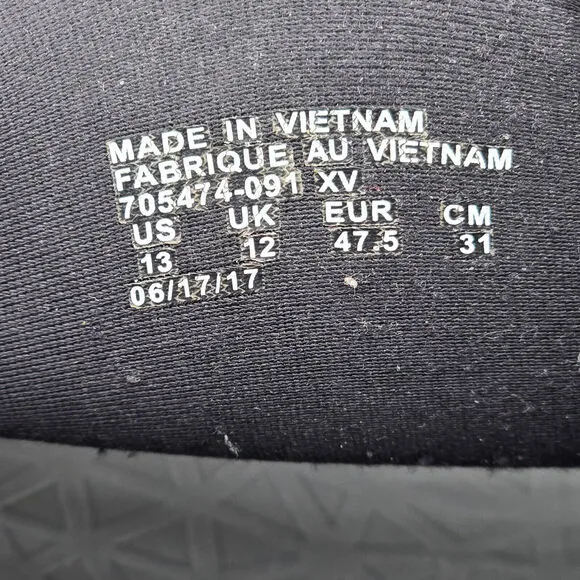 MADE IN VIETNAM
FABRIQUE AU VIETNAM
705474-091 XV
US UK EUR CM
13 12 47.5 31
06/17/17